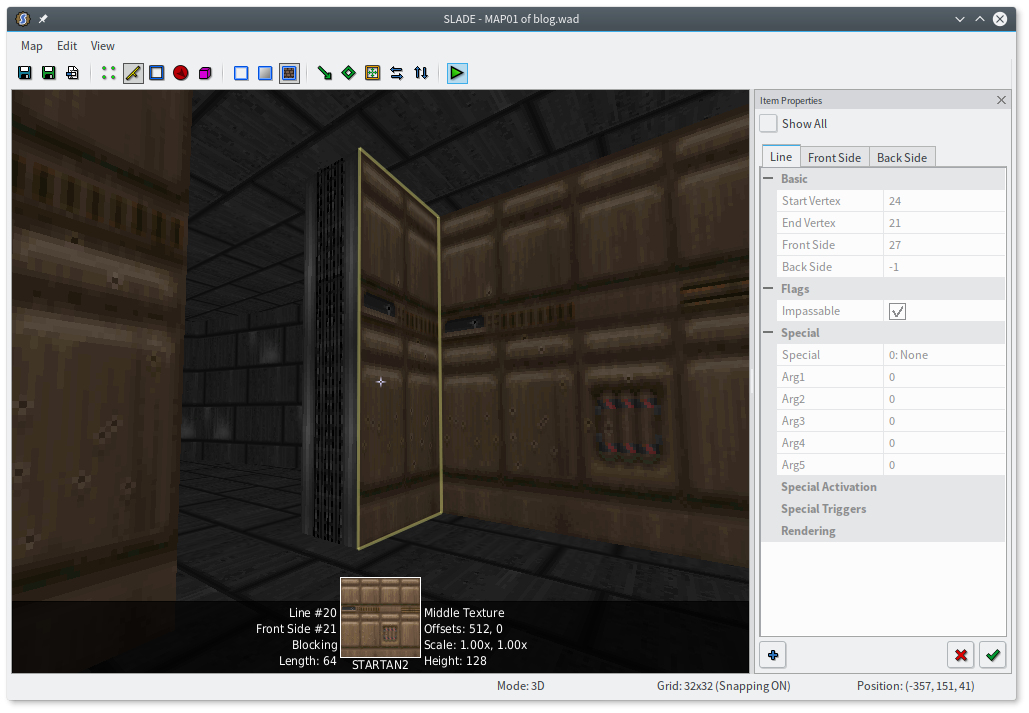 SLADE - MAP01 of blog.wad
Map Edit View
Item Properties
Show All
Line Front Side Back Side
Basic
Start Vertex 24
End Vertex 21
Front Side 27
Back Side -1
Flags
Impassable
Special
Special 0: None
Arg1 0
Arg2 0
Arg3 0
Arg4 0
Arg5 0
Special Activation
Special Triggers
Rendering
Line #20 Middle Texture
Front Side #21 Offsets: 512, 0
Blocking Scale: 1.00x, 1.00x
Length: 64 Height: 128
STARTAN2
Mode: 3D Grid: 32x32 (Snapping ON) Position: (-357, 151, 41)